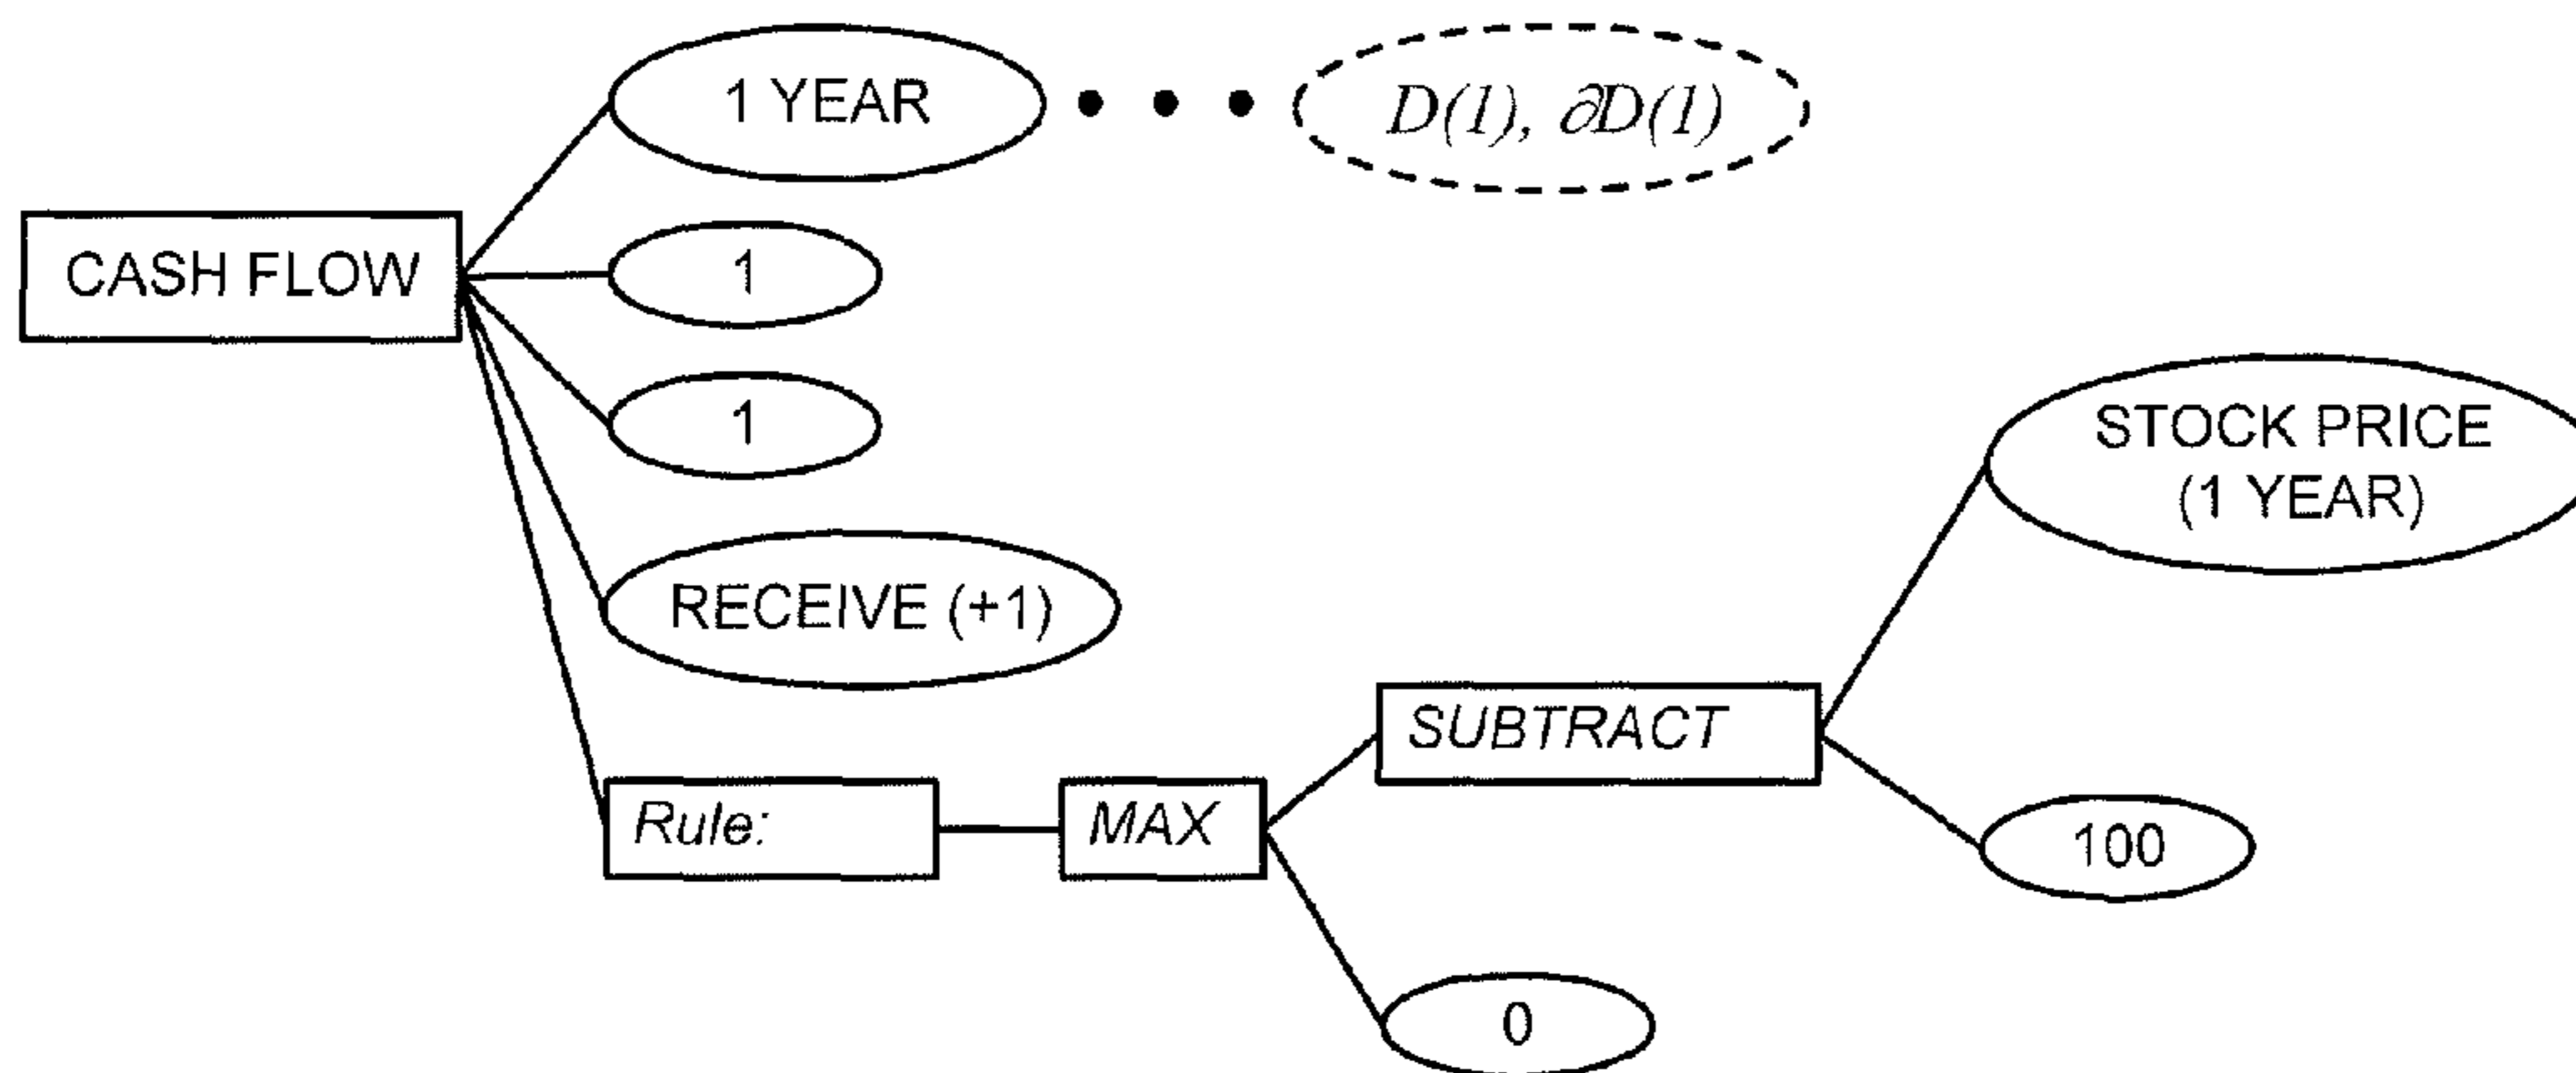 1 YEAR
D(1), ∂D(1)
CASH FLOW
1
1
STOCK PRICE
(1 YEAR)
RECEIVE (+1)
SUBTRACT
Rule:
MAX
100
0